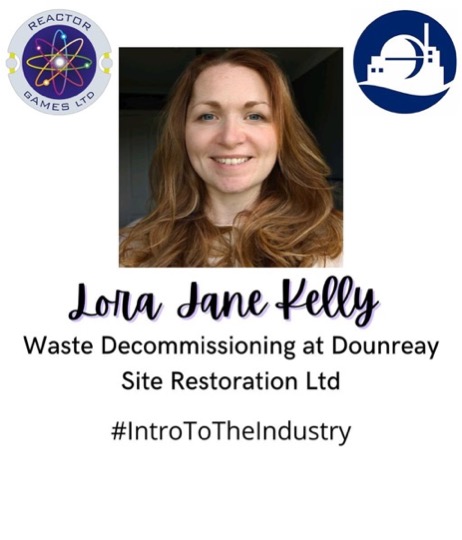 REACTOR
GAMES LTD
Lora Jane Kelly
Waste Decommissioning at Dounreay
Site Restoration Ltd
#IntroToTheIndustry